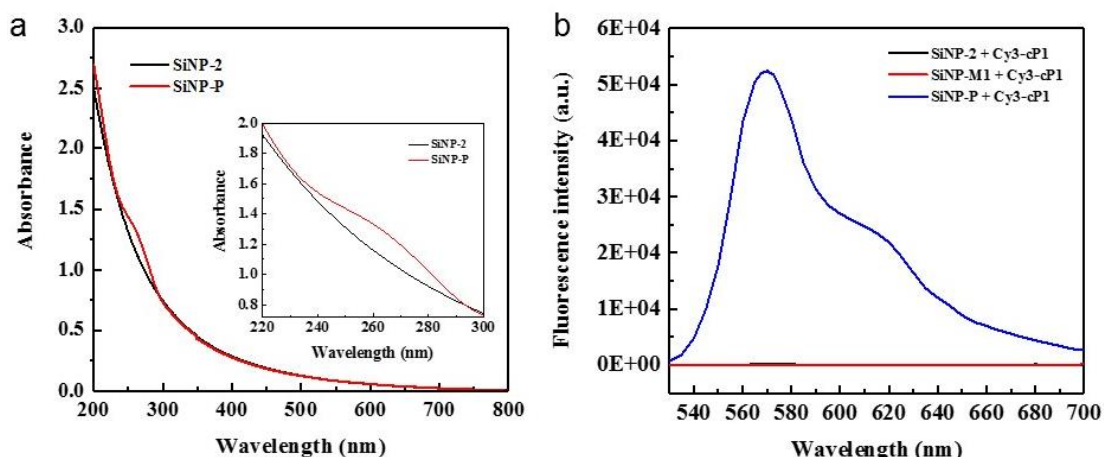 a
3.0
2.5
2.0
1.5
1.0
0.5
0.0
200 300 400 500 600 700 800
Absorbance
Wavelength (nm)
SiNP-2
SiNP-P
2.0
1.8
1.6
1.4
1.2
1.0
0.8
220 240 260 280 300
Absorbance
Wavelength (nm)
SiNP-2
SiNP-P
b
6E+04
5E+04
4E+04
3E+04
2E+04
1E+04
0E+00
540 560 580 600 620 640 660 680 700
Fluorescence intensity (a.u.)
Wavelength (nm)
SiNP-2 + Cy3-cP1
SiNP-M1 + Cy3-cP1
SiNP-P + Cy3-cP1